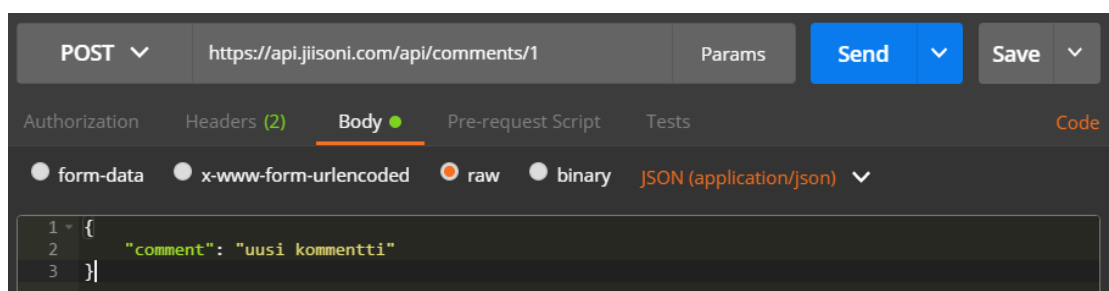 POST https://api.jiisoni.com/api/comments/1 Params Send Save
Authorization Headers (2) Body Pre-request Script Tests Code
form-data x-www-form-urlencoded raw binary JSON (application/json)
1 {
2 "comment": "uusi kommentti"
3 }